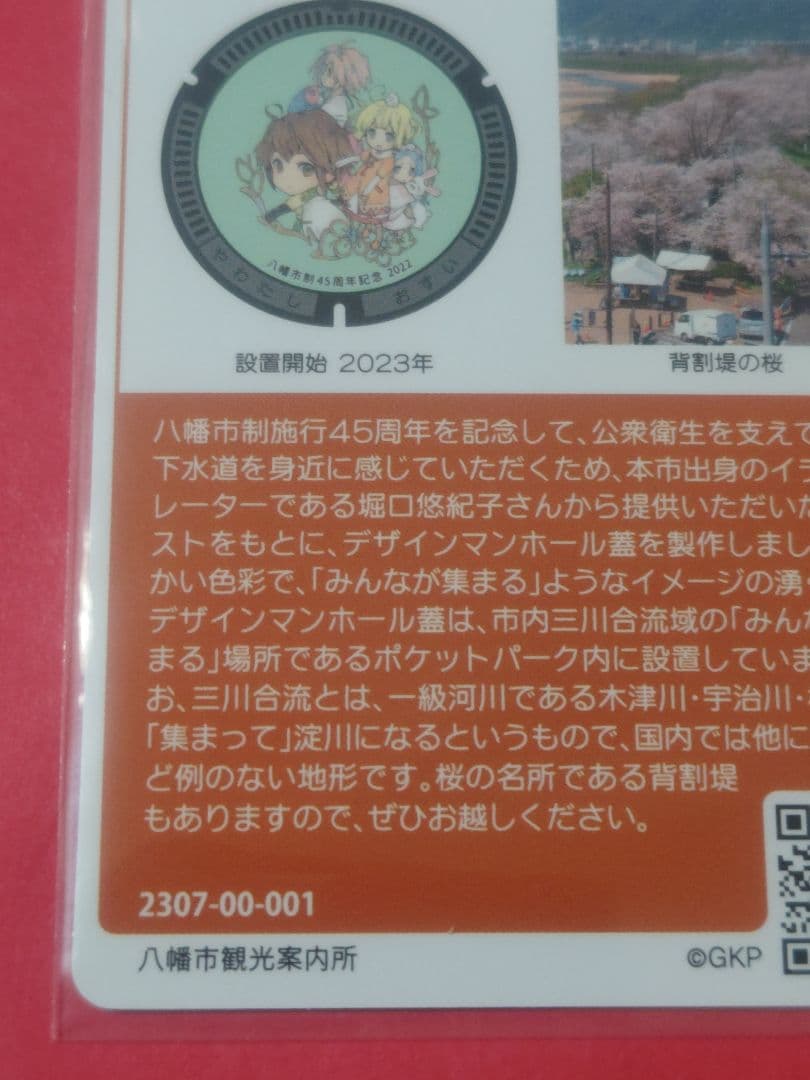 八幡市制45周年記念 2022
やわたし
おすい
設置開始 2023年
背割堤の桜
八幡市制施行45周年を記念して、公衆衛生を支えて
下水道を身近に感じていただくため、本市出身のイ
レーターである堀口悠紀子さんから提供いただいた
ストをもとに、デザインマンホール蓋を製作しまし
かい色彩で、「みんなが集まる」ようなイメージの湧
デザインマンホール蓋は、市内三川合流域の「みん
まる」場所であるポケットパーク内に設置していま
お、三川合流とは、一級河川である木津川・宇治川・
「集まって」淀川になるというもので、国内では他に
ど例のない地形です。桜の名所である背割堤
もありますので、ぜひお越しください。
2307-00-001
八幡市観光案内所
©GKP